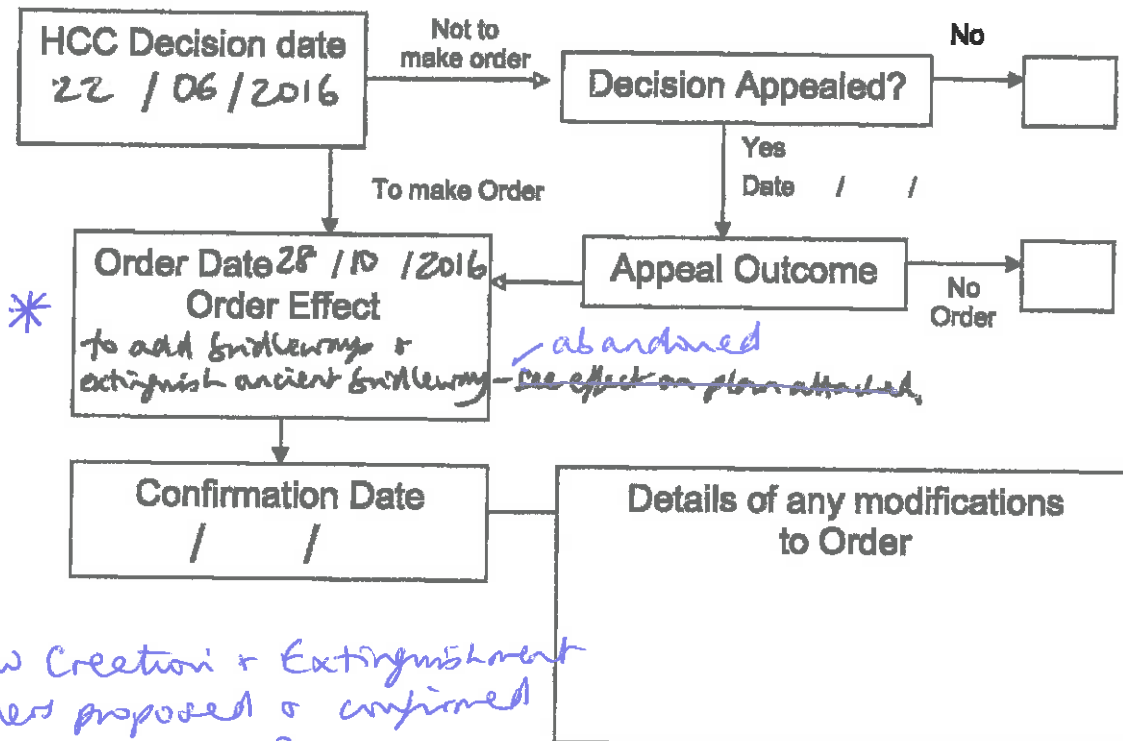 HCC Decision date
22 / 06 / 2016
Not to
make order
Decision Appealed?
No
To make Order
Yes
Date / /
Order Date 28 / 10 / 2016
Order Effect
to add bridleways +
extinguish ancient bridleway - see effect on plan attached.
abandoned
*
Appeal Outcome
No
Order
Confirmation Date
/ /
Details of any modifications
to Order
Creation + Extinguishment
proposed & confirmed